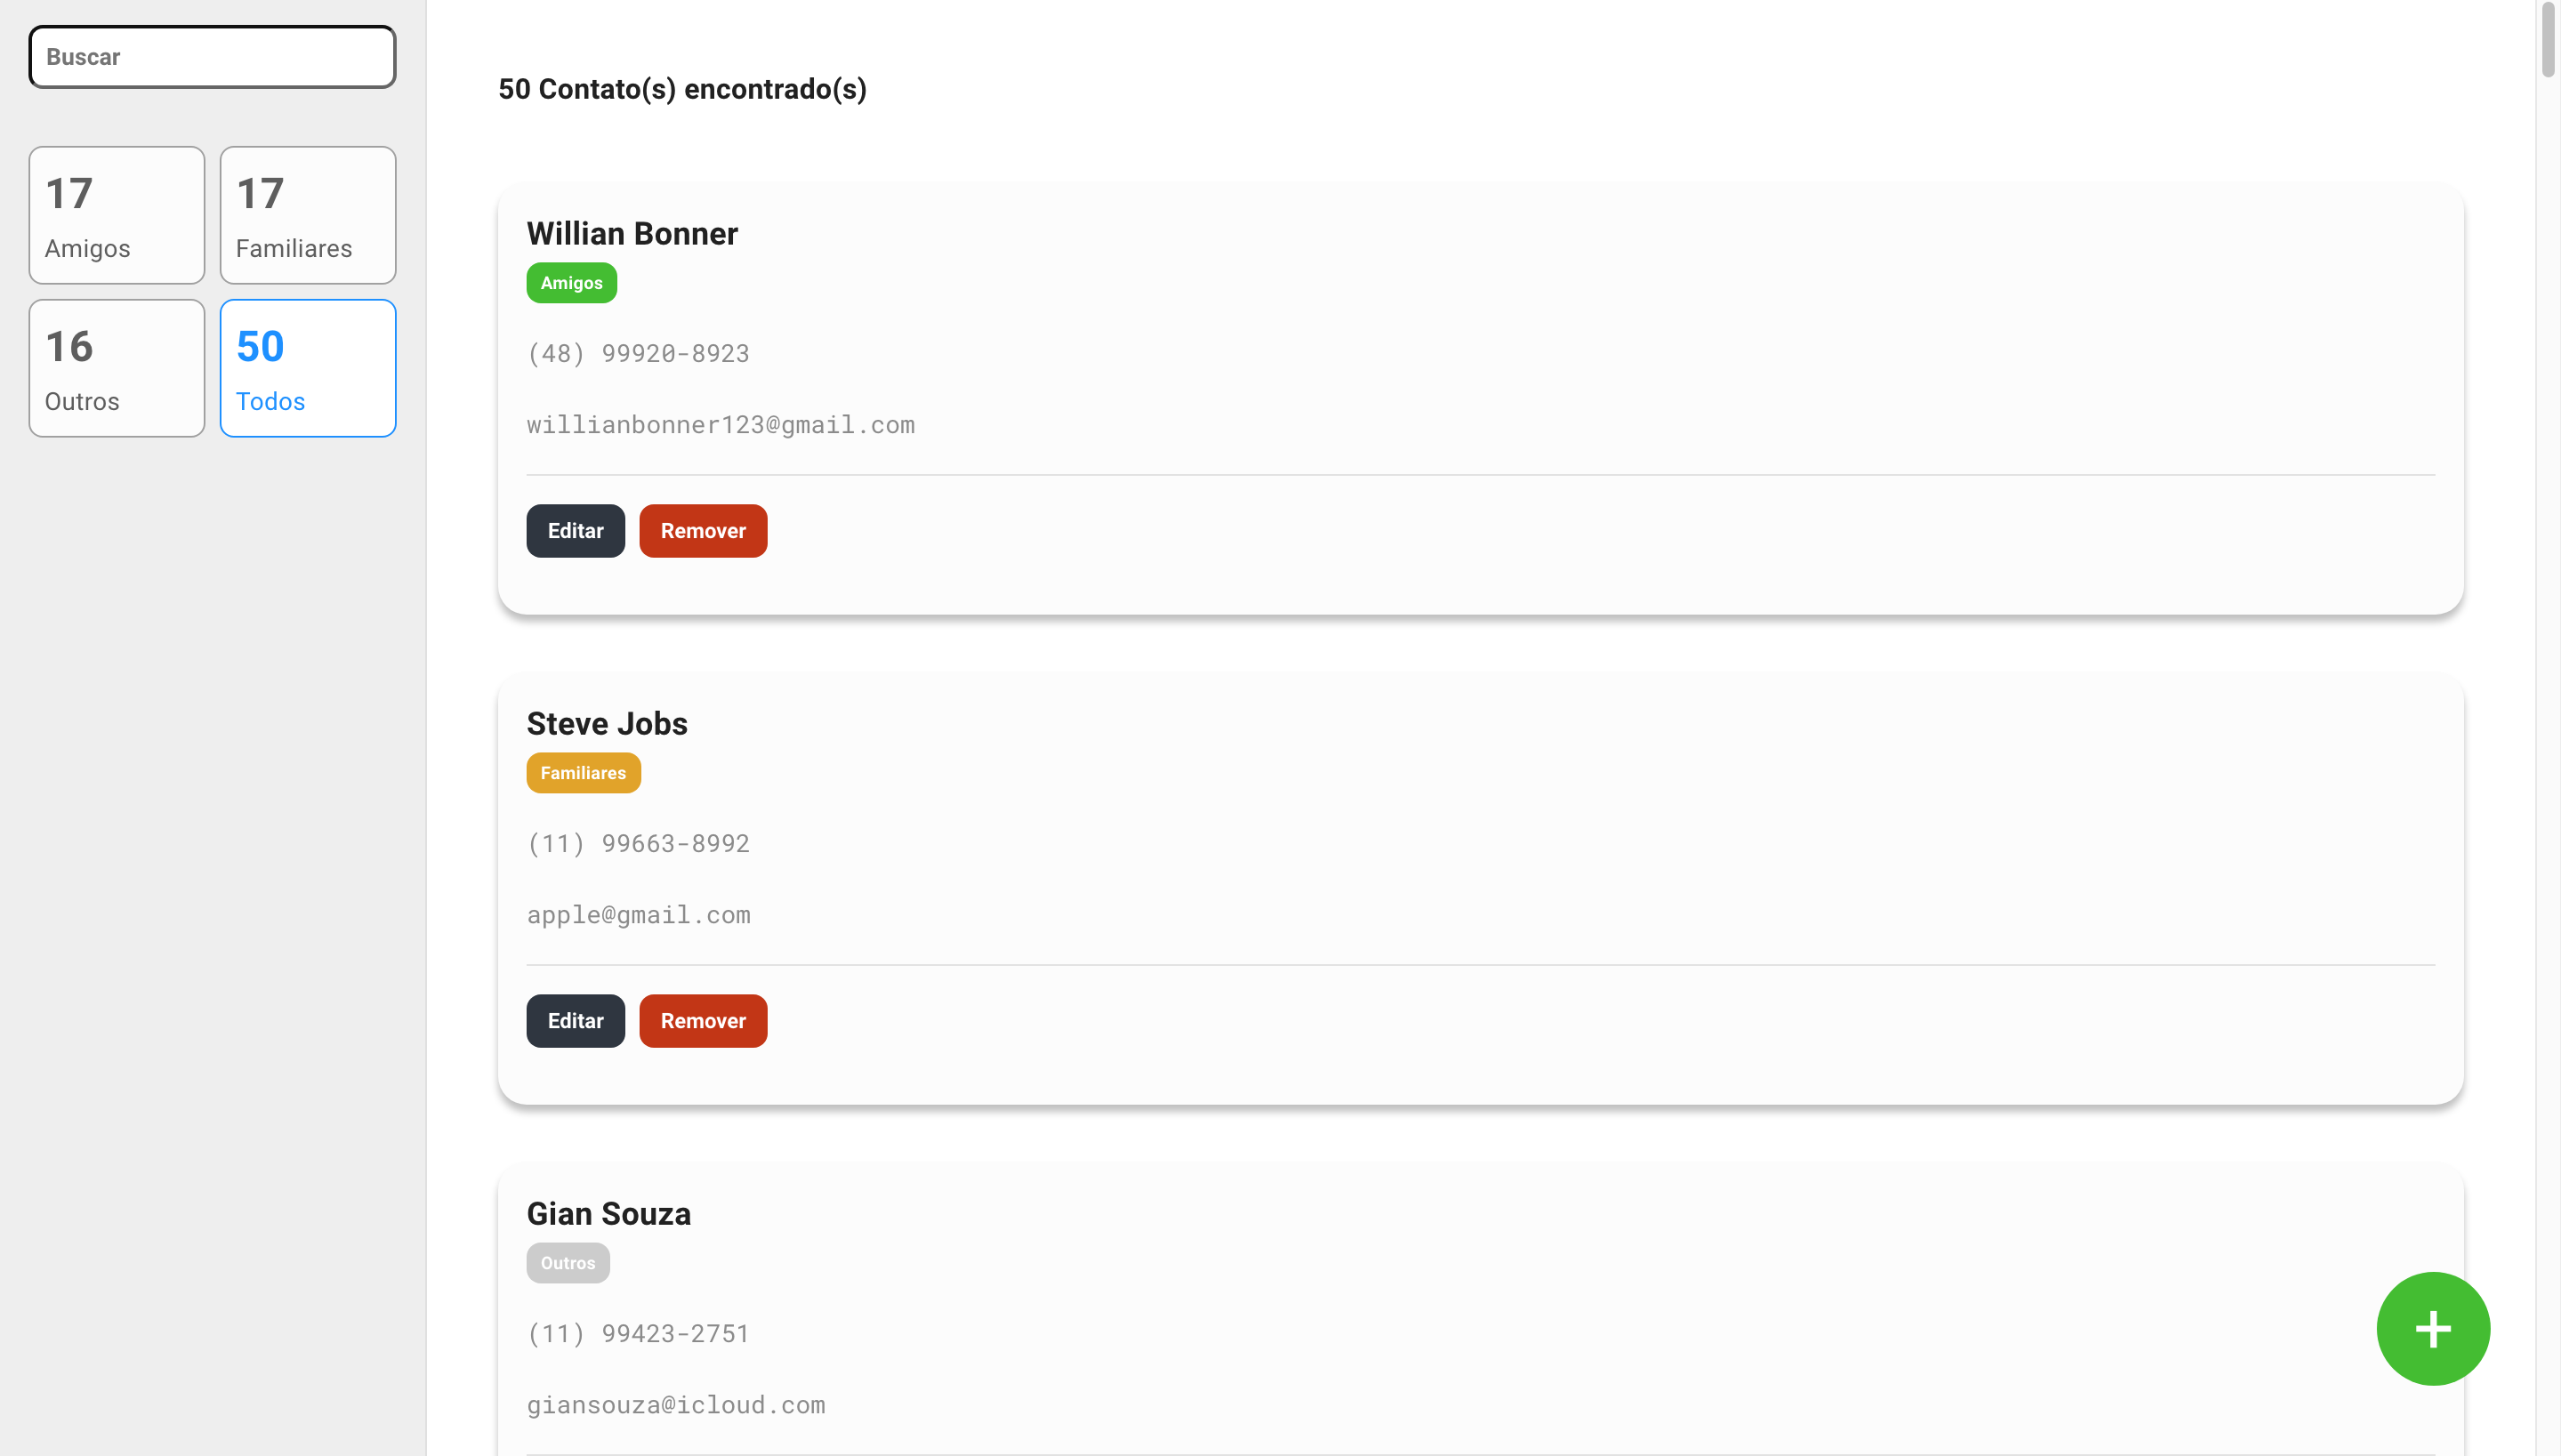 Buscar
17
Amigos
17
Familiares
16
Outros
50
Todos
50 Contato(s) encontrado(s)
Willian Bonner
Amigos
(48) 99920-8923
willianbonner123@gmail.com
Editar
Remover
Steve Jobs
Familiares
(11) 99663-8992
apple@gmail.com
Editar
Remover
Gian Souza
Outros
(11) 99423-2751
giansouza@icloud.com
+